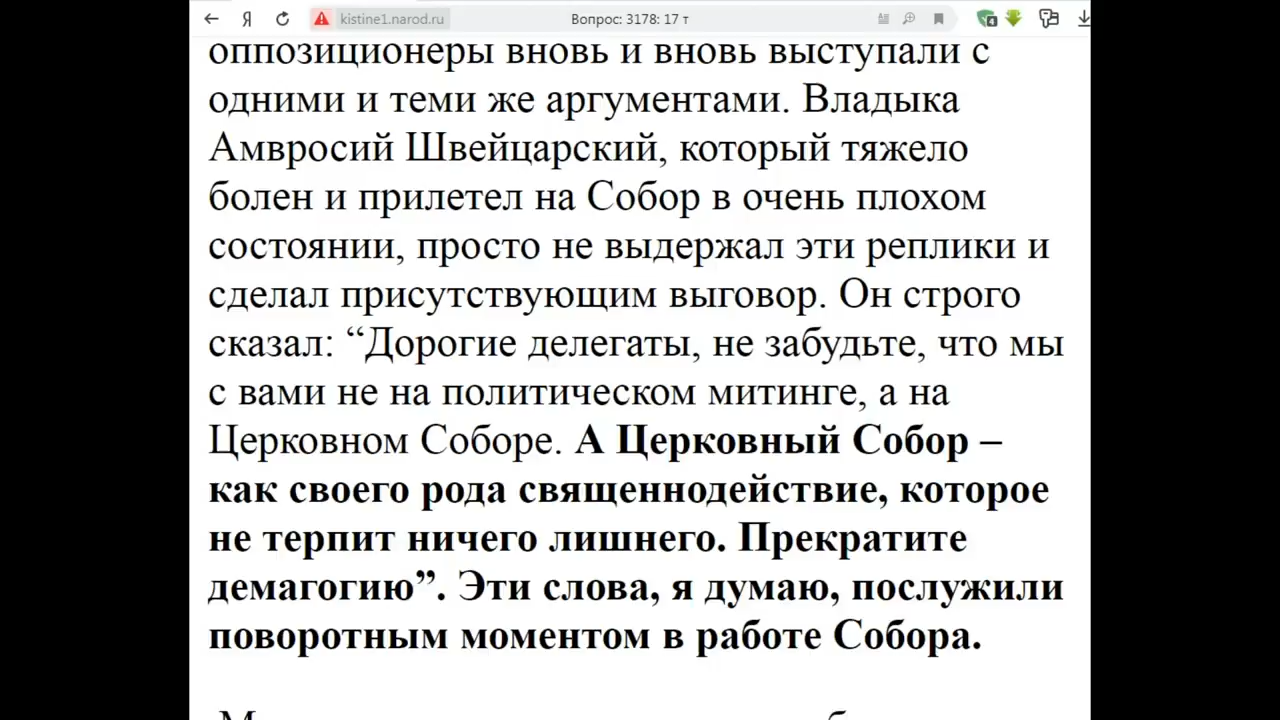 Я kistine1.narod.ru Вопрос: 3178: 17 т 4
оппозиционеры вновь и вновь выступали с
одними и теми же аргументами. Владыка
Амвросий Швейцарский, который тяжело
болен и прилетел на Собор в очень плохом
состоянии, просто не выдержал эти реплики и
сделал присутствующим выговор. Он строго
сказал: “Дорогие делегаты, не забудьте, что мы
с вами не на политическом митинге, а на
Церковном Соборе. А Церковный Собор –
как своего рода священнодействие, которое
не терпит ничего лишнего. Прекратите
демагогию”. Эти слова, я думаю, послужили
поворотным моментом в работе Собора.